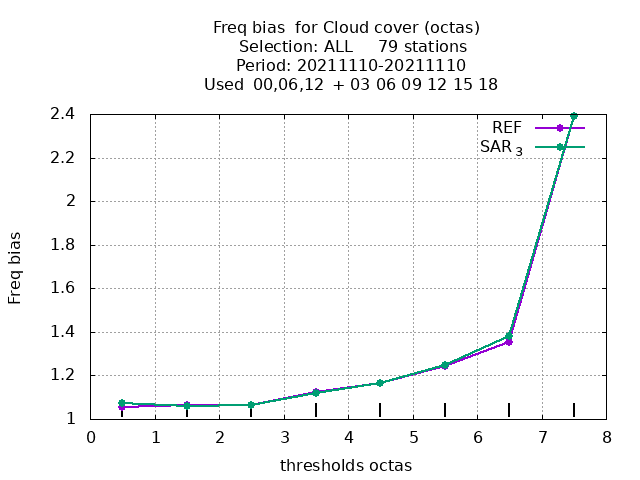 Freq bias  for Cloud cover (octas)
Selection: ALL     79 stations
Period: 20211110-20211110
Used  00,06,12  + 03 06 09 12 15 18
REF
SAR 3
2.4
2.2
2
1.8
1.6
1.4
1.2
1
Freq bias
0 1 2 3 4 5 6 7 8
thresholds octas